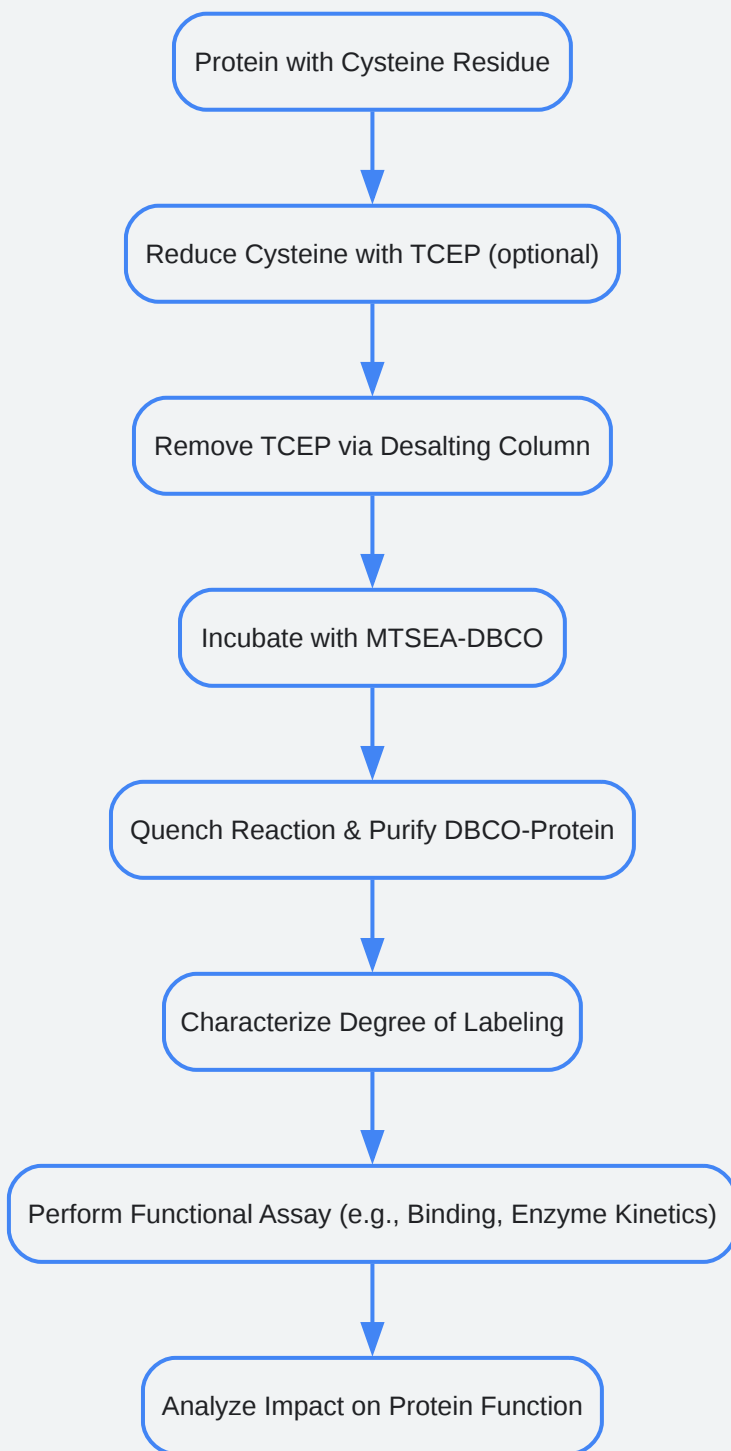 Protein with Cysteine Residue
Reduce Cysteine with TCEP (optional)
Remove TCEP via Desalting Column
Incubate with MTSEA-DBCO
Quench Reaction & Purify DBCO-Protein
Characterize Degree of Labeling
Perform Functional Assay (e.g., Binding, Enzyme Kinetics)
Analyze Impact on Protein Function